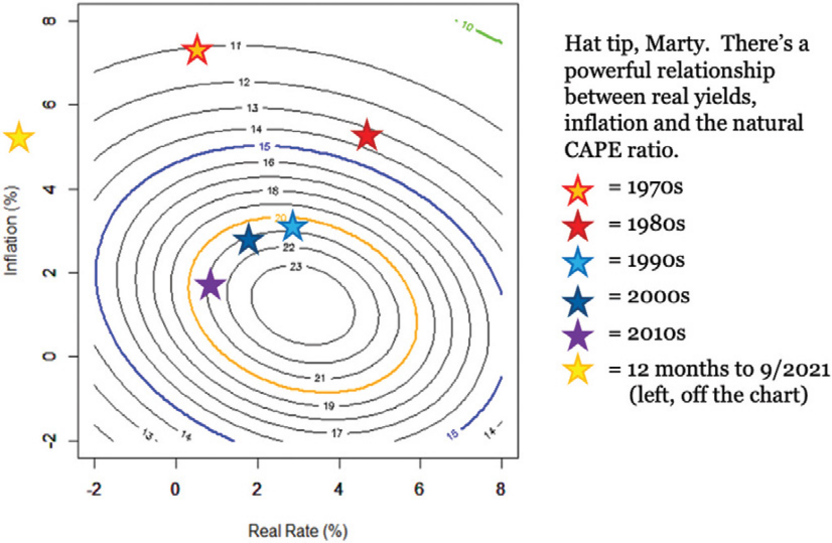 Hat tip, Marty.  There's a
powerful relationship
between real yields,
inflation and the natural
CAPE ratio.
= 1970s
= 1980s
= 1990s
= 2000s
= 2010s
= 12 months to 9/2021
(left, off the chart)
Inflation (%)
8
6
4
2
0
-2
10
11
12
13
14
15
16
18
20
22
23
21
19
17
13
14
15
14
-2 0 2 4 6 8
Real Rate (%)